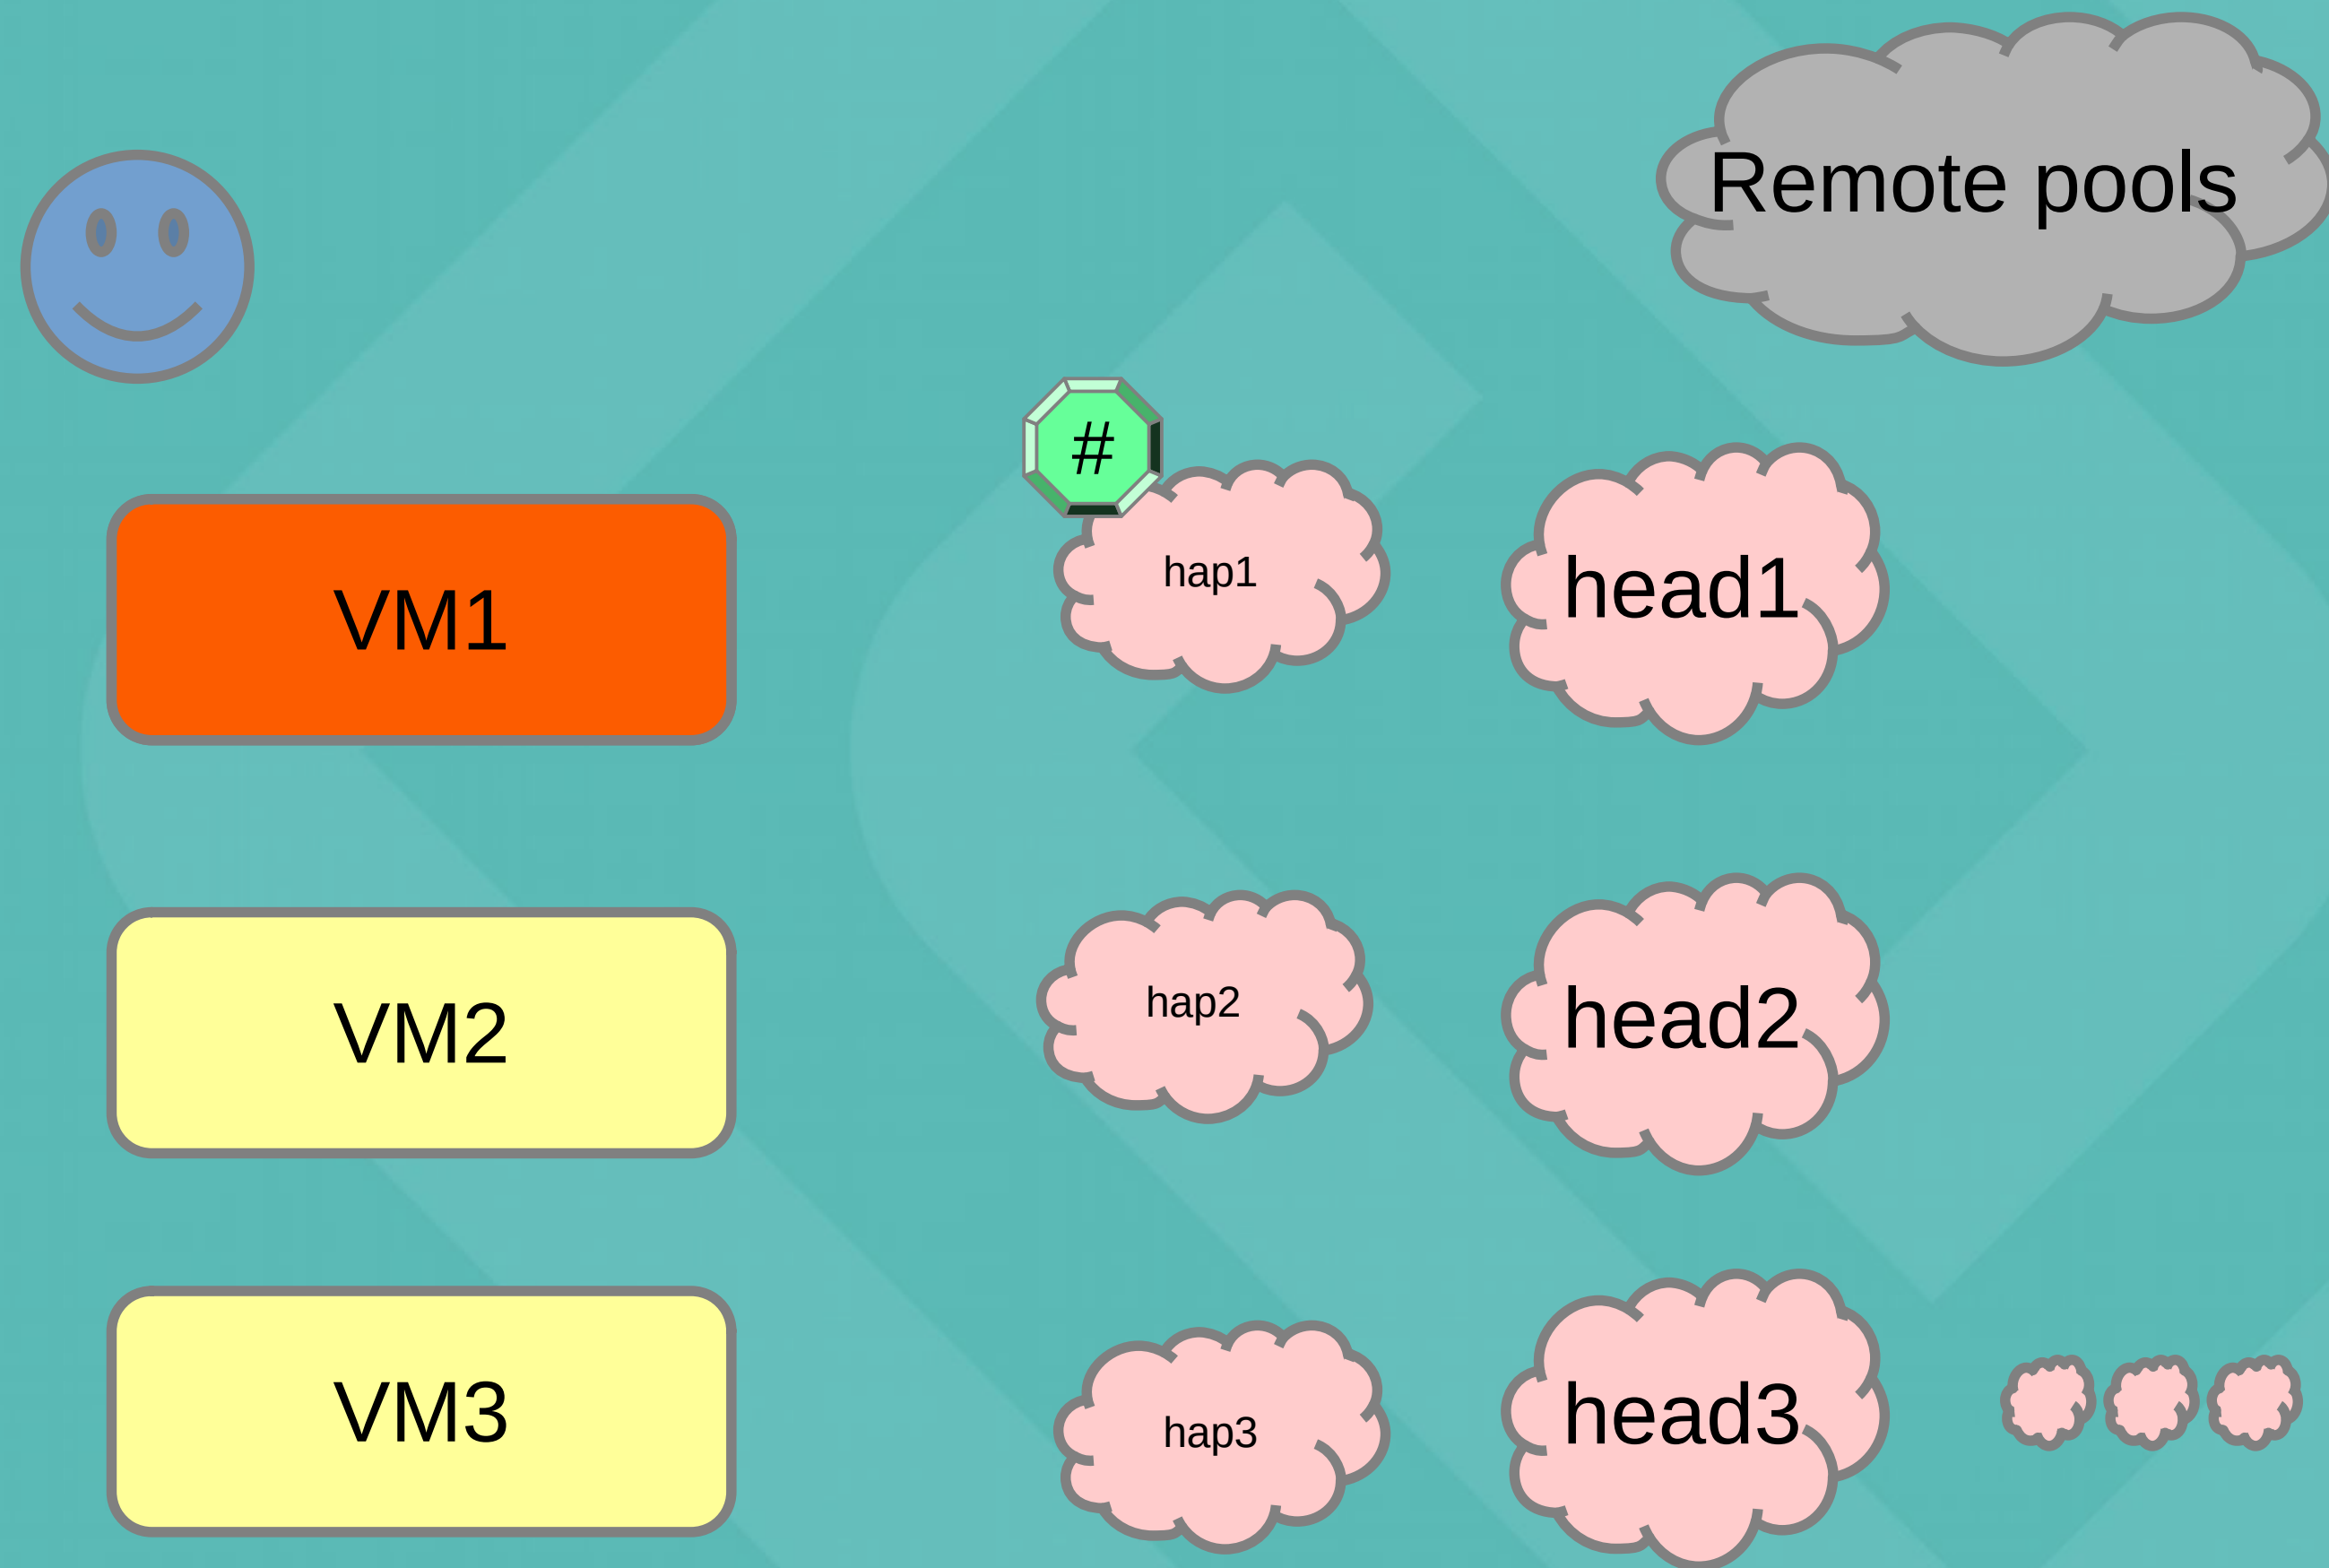 Remote pools
#
VM1
hap1
head1
VM2
hap2
head2
VM3
hap3
head3